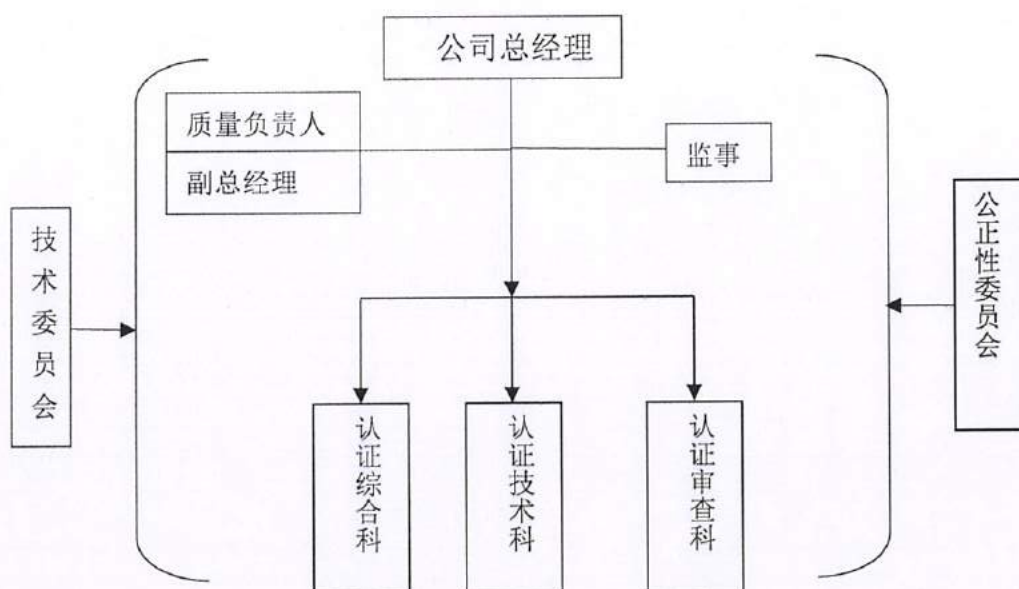 公司总经理
质量负责人
副总经理
监事
技术委员会
公正性委员会
认证综合科
认证技术科
认证审查科